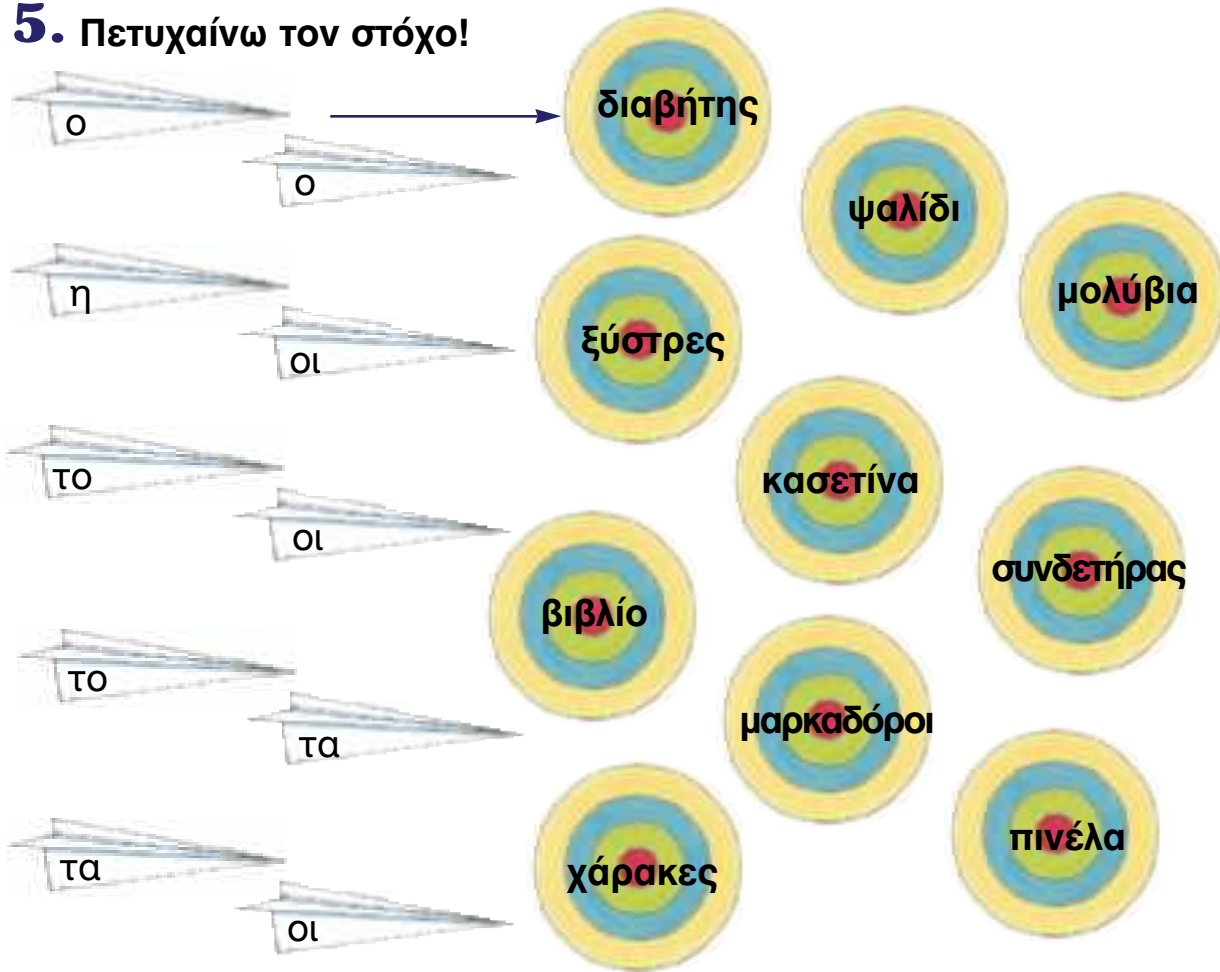 5. Πετυχαίνω τον στόχο!
ο
ο
η
οι
το
οι
το
τα
τα
οι
διαβήτης
ψαλίδι
μολύβια
ξύστρες
κασετίνα
συνδετήρας
βιβλίο
μαρκαδόροι
πινέλα
χάρακες